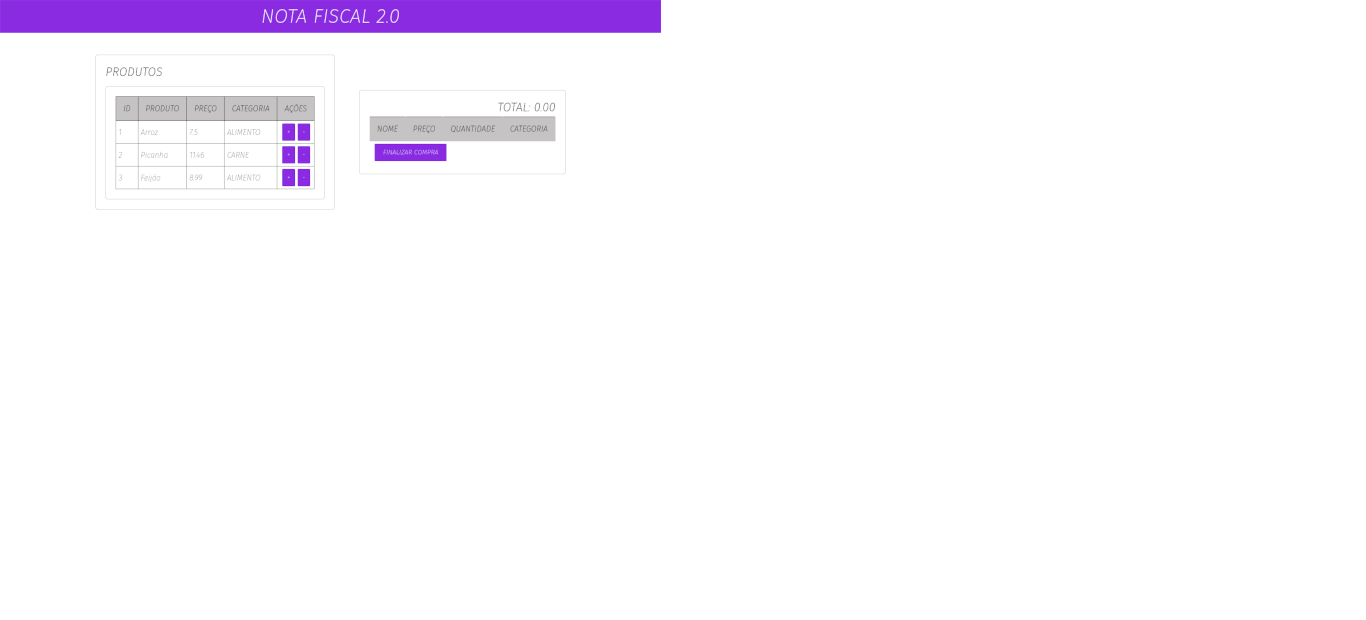 NOTA FISCAL 2.0
PRODUTOS
ID PRODUTO PREÇO CATEGORIA AÇÕES
1 Arroz 7.5 ALIMENTO + -
2 Picanha 11.46 CARNE + -
3 Feijão 8.99 ALIMENTO + -
TOTAL: 0.00
NOME PREÇO QUANTIDADE CATEGORIA
FINALIZAR COMPRA